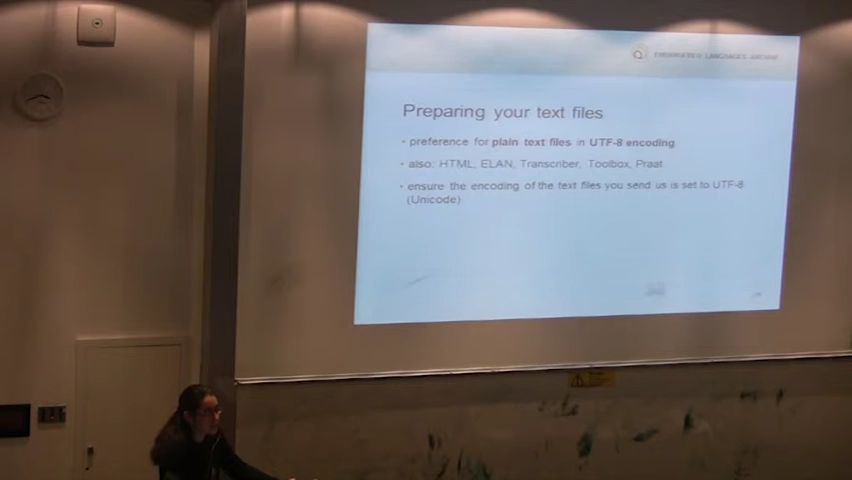 ENDANGERED LANGUAGES ARCHIVE
Preparing your text files
• preference for plain text files in UTF-8 encoding
• also: HTML, ELAN, Transcriber, Toolbox, Praat
• ensure the encoding of the text files you send us is set to UTF-8
(Unicode)